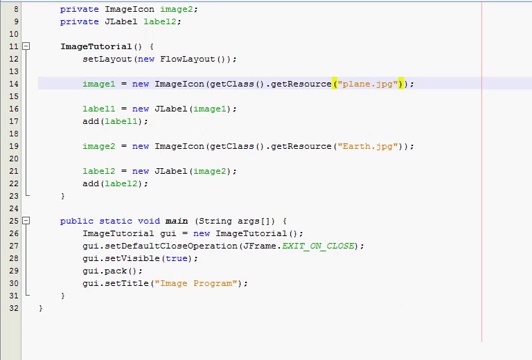 8 private ImageIcon image2;
9 private JLabel label2;
10
11 ImageTutorial() {
12 setLayout(new FlowLayout());
13
14 image1 = new ImageIcon(getClass().getResource("plane.jpg"));
15
16 label1 = new JLabel(image1);
17 add(label1);
18
19 image2 = new ImageIcon(getClass().getResource("Earth.jpg"));
20
21 label2 = new JLabel(image2);
22 add(label2);
23 }
24
25 public static void main (String args[]) {
26 ImageTutorial gui = new ImageTutorial();
27 gui.setDefaultCloseOperation(JFrame.EXIT_ON_CLOSE);
28 gui.setVisible(true);
29 gui.pack();
30 gui.setTitle("Image Program");
31 }
32 }